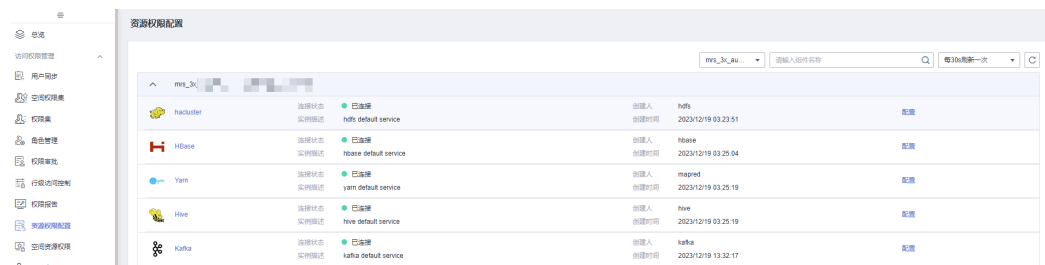 总览
访问权限管理
用户同步
空间权限集
权限集
角色管理
权限审批
行级访问控制
权限报告
资源权限配置
空间资源权限
资源权限配置
mrs_3x_au...
请输入组件名称
每30s刷新一次
mrs_3x
hacluster
连接状态 已连接
实例描述 hdfs default service
创建人 hdfs
创建时间 2023/12/19 03:23:51
配置
HBase
连接状态 已连接
实例描述 hbase default service
创建人 hbase
创建时间 2023/12/19 03:25:04
配置
Yarn
连接状态 已连接
实例描述 yarn default service
创建人 mapred
创建时间 2023/12/19 03:25:19
配置
Hive
连接状态 已连接
实例描述 hive default service
创建人 hive
创建时间 2023/12/19 03:25:19
配置
Kafka
连接状态 已连接
实例描述 kafka default service
创建人 kafka
创建时间 2023/12/19 13:32:17
配置